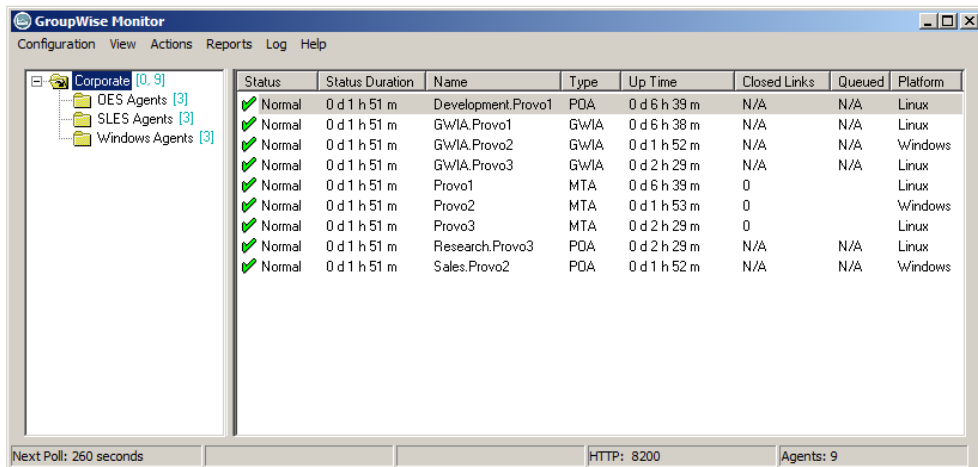 GroupWise Monitor
Configuration View Actions Reports Log Help
Corporate [0, 9]
OES Agents [3]
SLES Agents [3]
Windows Agents [3]
Status Status Duration Name Type Up Time Closed Links Queued Platform
Normal 0 d 1 h 51 m Development.Provo1 POA 0 d 6 h 39 m N/A N/A Linux
Normal 0 d 1 h 51 m GWIA.Provo1 GWIA 0 d 6 h 38 m N/A N/A Linux
Normal 0 d 1 h 51 m GWIA.Provo2 GWIA 0 d 1 h 52 m N/A N/A Windows
Normal 0 d 1 h 51 m GWIA.Provo3 GWIA 0 d 2 h 29 m N/A N/A Linux
Normal 0 d 1 h 51 m Provo1 MTA 0 d 6 h 39 m 0 Linux
Normal 0 d 1 h 51 m Provo2 MTA 0 d 1 h 53 m 0 Windows
Normal 0 d 1 h 51 m Provo3 MTA 0 d 2 h 29 m 0 Linux
Normal 0 d 1 h 51 m Research.Provo3 POA 0 d 2 h 29 m N/A N/A Linux
Normal 0 d 1 h 51 m Sales.Provo2 POA 0 d 1 h 52 m N/A N/A Windows
Next Poll: 260 seconds HTTP: 8200 Agents: 9